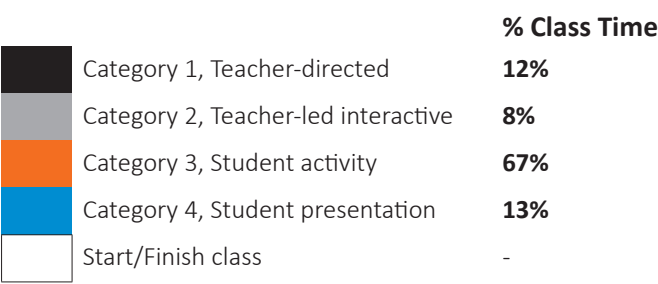 % Class Time
Category 1, Teacher-directed 12%
Category 2, Teacher-led interactive 8%
Category 3, Student activity 67%
Category 4, Student presentation 13%
Start/Finish class -